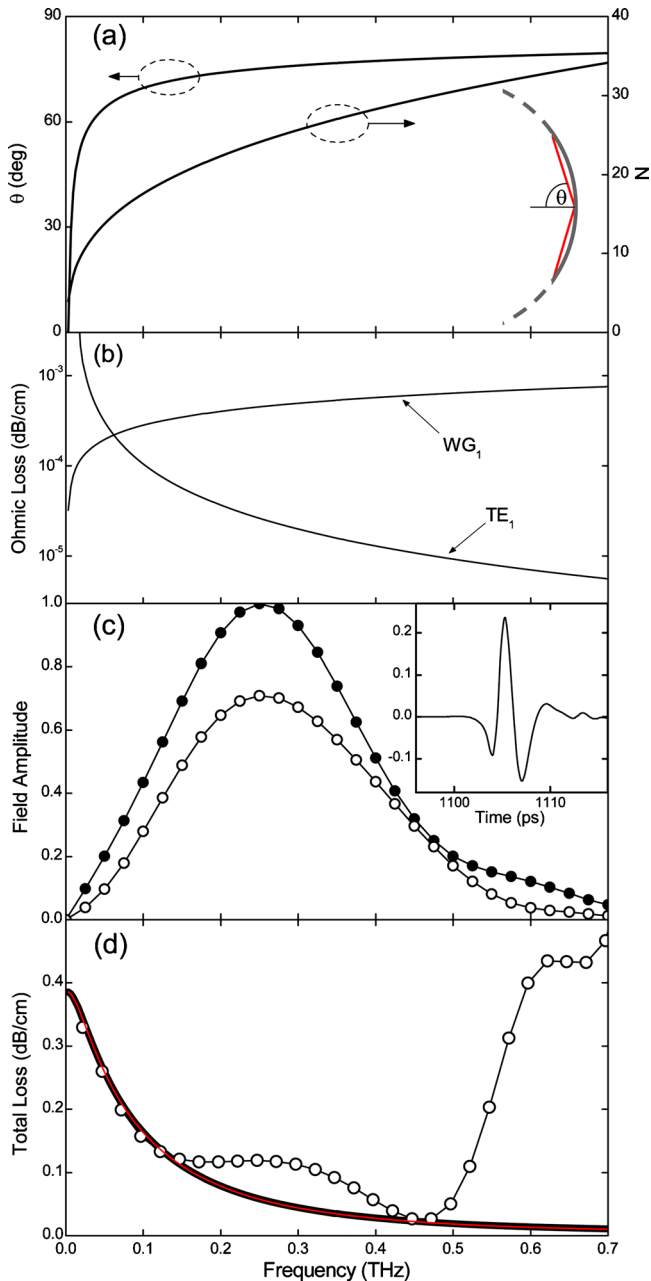 90
40
(a)
60
30
θ (deg)
20
N
θ
30
10
0
0
(b)
10-3
Ohmic Loss (dB/cm)
WG1
10-4
TE1
10-5
1.0
(c)
0.2
0.8
0.1
0.6
0.0
Field Amplitude
-0.1
0.4
1100
1110
Time (ps)
0.2
0.0
(d)
0.4
0.3
Total Loss (dB/cm)
0.2
0.1
0.0
0.0 0.1 0.2 0.3 0.4 0.5 0.6 0.7
Frequency (THz)